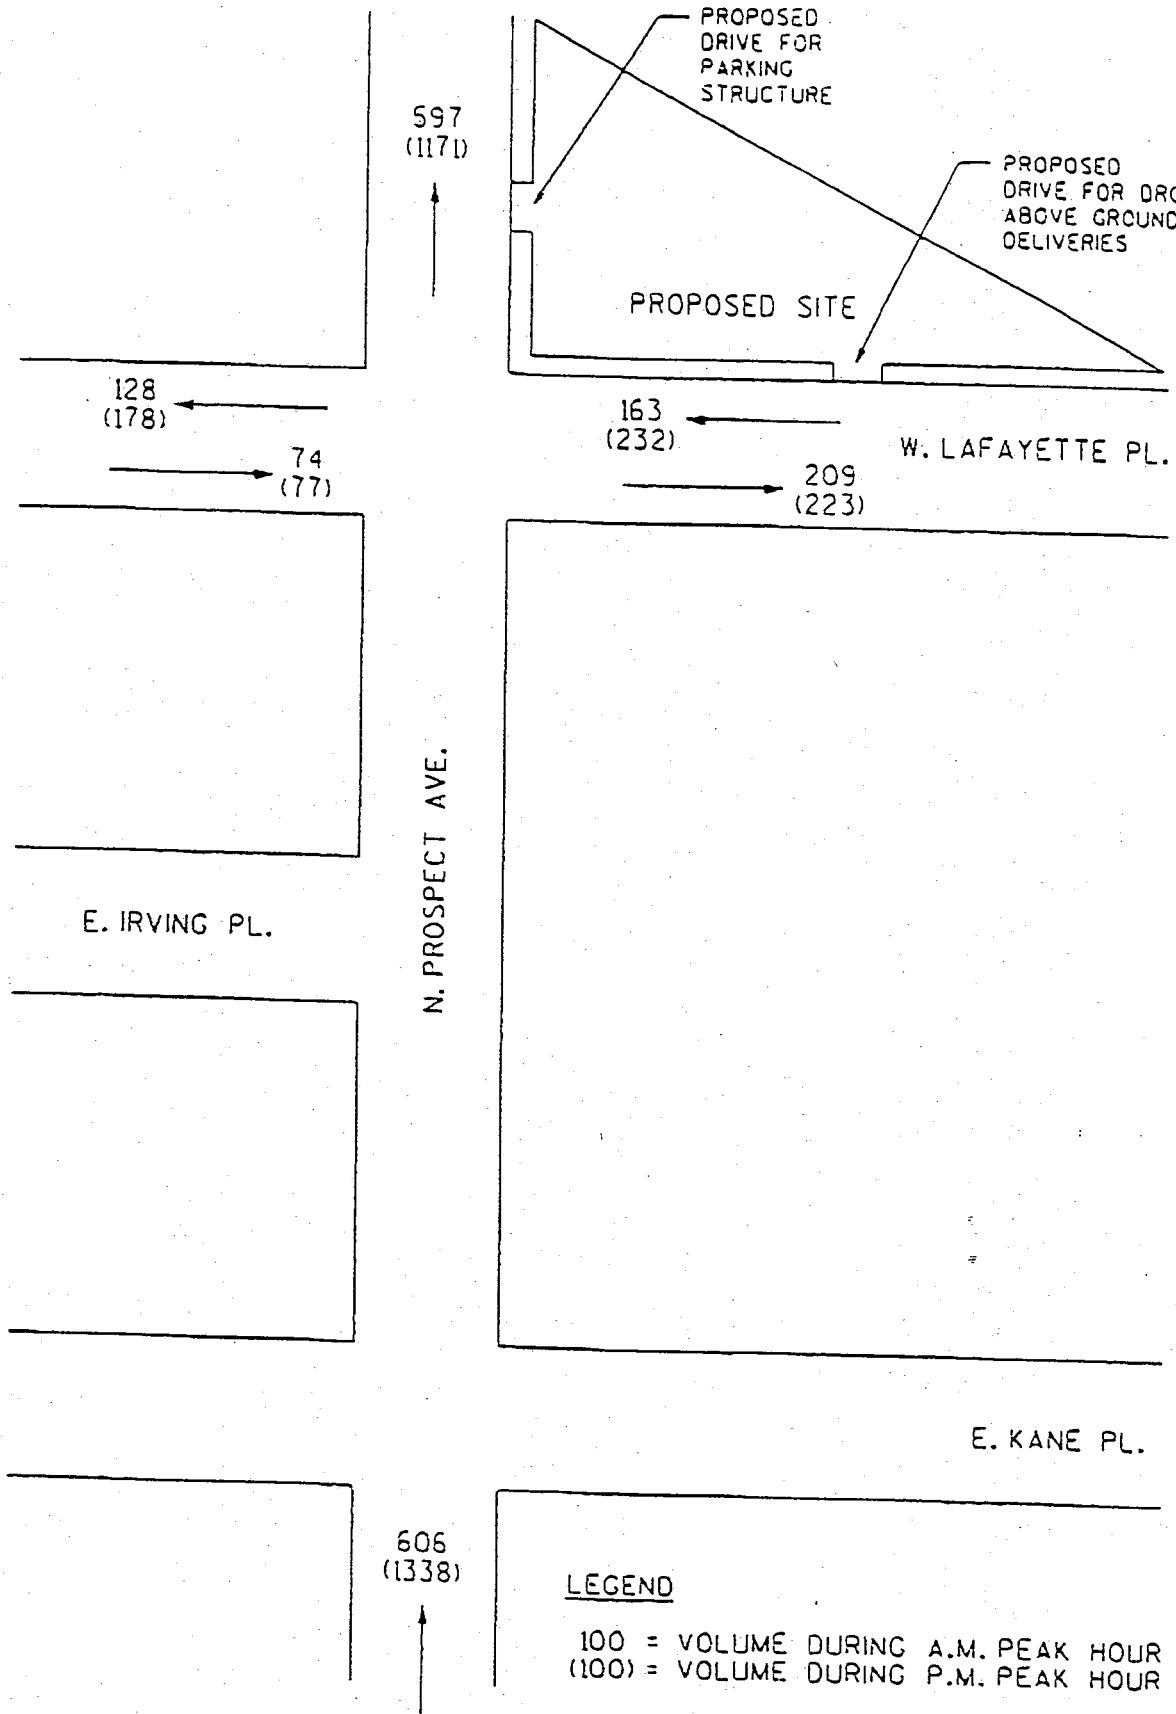 PROPOSED
DRIVE FOR
PARKING
STRUCTURE
597
(1171)
PROPOSED
DRIVE FOR
ABOVE GROUND
DELIVERIES
PROPOSED SITE
128
(178)
163
(232)
W. LAFAYETTE PL.
74
(77)
209
(223)
N. PROSPECT AVE.
E. IRVING PL.
E. KANE PL.
606
(1338)
LEGEND
100 = VOLUME DURING A.M. PEAK HOUR
(100) = VOLUME DURING P.M. PEAK HOUR